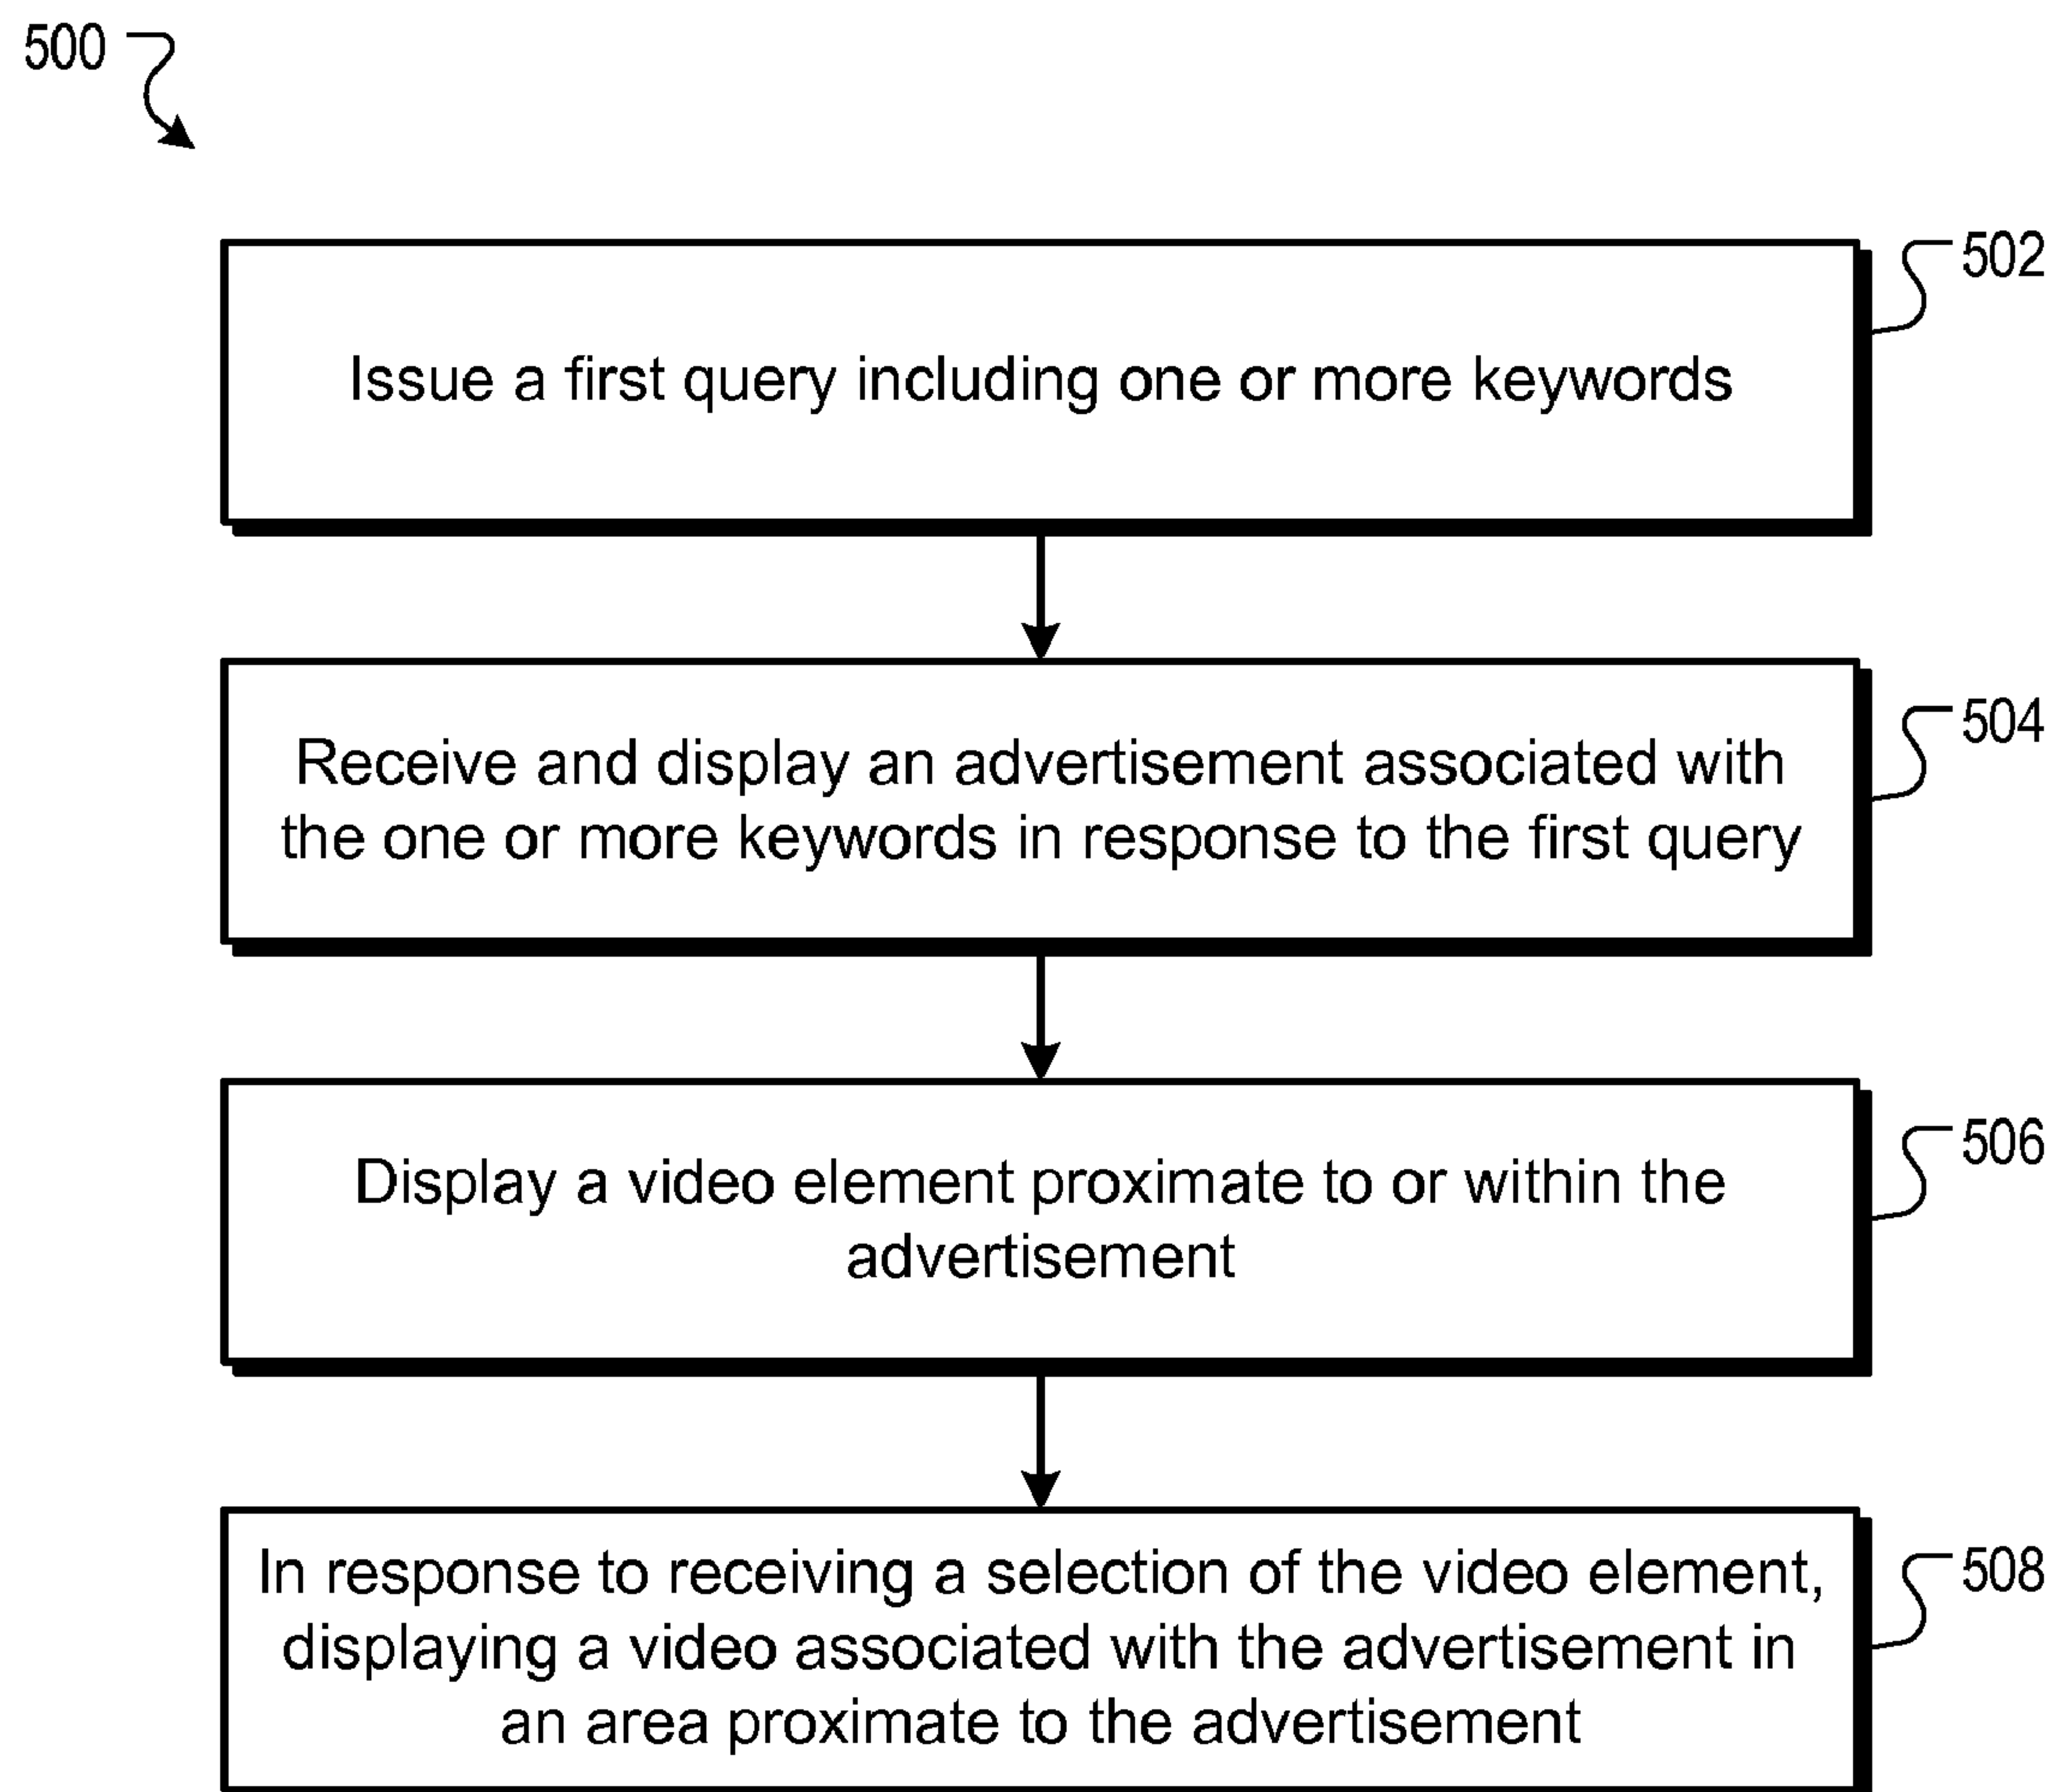 500
502
Issue a first query including one or more keywords
504
Receive and display an advertisement associated with
the one or more keywords in response to the first query
506
Display a video element proximate to or within the
advertisement
508
In response to receiving a selection of the video element,
displaying a video associated with the advertisement in
an area proximate to the advertisement